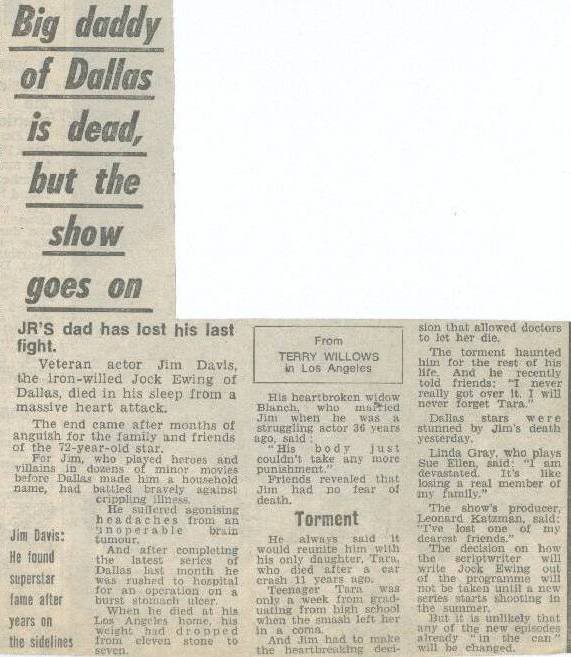 Big daddy
of Dallas
is dead,
but the
show
goes on
JR'S dad has lost his last
fight.
Veteran actor Jim Davis,
the iron-willed Jock Ewing of
Dallas, died in his sleep from a
massive heart attack.
The end came after months of
anguish for the family and friends
of the 72-year-old star.
For Jim, who played heroes and
villains in dozens of minor movies
before Dallas made him a household
name, had battled bravely against
crippling illness.
He suffered agonising
headaches from an
inoperable brain
tumour.
And after completing
the latest series of
Dallas last month he
was rushed to hospital
for an operation on a
burst stomach ulcer.
When he died at his
Los Angeles home, his
weight had dropped
from eleven stone to
seven.
Jim Davis:
He found
superstar
fame after
years on
the sidelines
From
TERRY WILLOWS
in Los Angeles
His heartbroken widow
Blanch, who married
Jim when he was a
struggling actor 36 years
ago, said:
"His body just
couldn't take any more
punishment."
Friends revealed that
Jim had no fear of
death.
Torment
He always said it
would reunite him with
his only daughter, Tara,
who died after a car
crash 11 years ago.
Teenager Tara was
only a week from grad-
uating from high school
when the smash left her
in a coma.
And Jim had to make
the heartbreaking deci-
sion that allowed doctors
to let her die.
The torment haunted
him for the rest of his
life. And he recently
told friends: "I never
really got over it. I will
never forget Tara."
Dallas stars were
stunned by Jim's death
yesterday.
Linda Gray, who plays
Sue Ellen, said: "I am
devastated. It's like
losing a real member of
my family."
The show's producer,
Leonard Katzman, said:
"I've lost one of my
dearest friends."
The decision on how
the scriptwriter will
write Jock Ewing out
of the programme will
not be taken until a new
series starts shooting in
the summer.
But it is unlikely that
any of the new episodes
already "in the can"
will be changed.